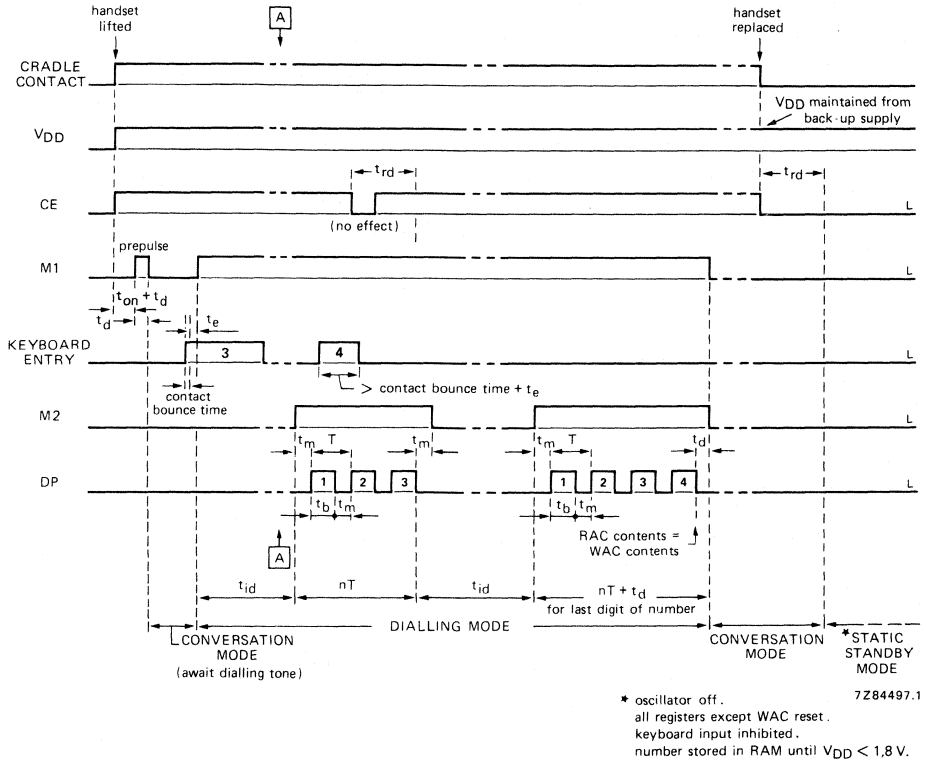 handset
lifted
A
handset
replaced
CRADLE
CONTACT
VDD maintained from
back-up supply
VDD
trd
trd
CE
L
(no effect)
prepulse
M1
L
ton + td
td
te
KEYBOARD
ENTRY
3
4
L
> contact bounce time + te
contact
bounce time
M2
L
tm T tm
tm T td
DP
1 2 3
1 2 3 4
L
tb tm
tb tm
RAC contents =
WAC contents
A
tid
nT
tid
nT + td
for last digit of number
CONVERSATION
MODE
(await dialling tone)
DIALLING MODE
CONVERSATION
MODE
*STATIC
STANDBY
MODE
7Z84497.1
* oscillator off.
all registers except WAC reset.
keyboard input inhibited.
number stored in RAM until VDD < 1,8 V.